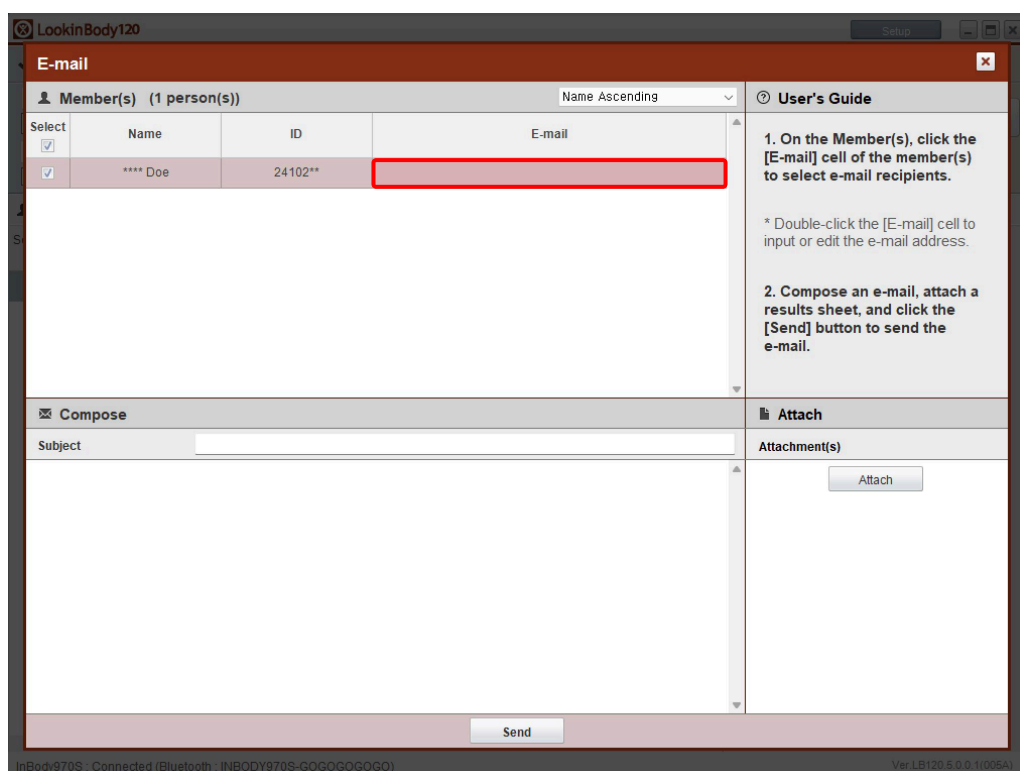 LookinBody120
Setup
E-mail
Member(s) (1 person(s))
Name Ascending
Select
Name
ID
E-mail
**** Doe
24102**
User's Guide
1. On the Member(s), click the
[E-mail] cell of the member(s)
to select e-mail recipients.
* Double-click the [E-mail] cell to
input or edit the e-mail address.
2. Compose an e-mail, attach a
results sheet, and click the
[Send] button to send the
e-mail.
Compose
Subject
Attach
Attachment(s)
Attach
Send
InBody970S : Connected (Bluetooth : INBODY970S-GOGOGOGOGO)
Ver.LB120.5.0.0.1(005A)